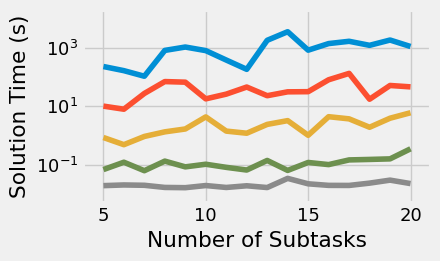 Solution Time (s)
10³
10¹
10⁻¹
5 10 15 20
Number of Subtasks